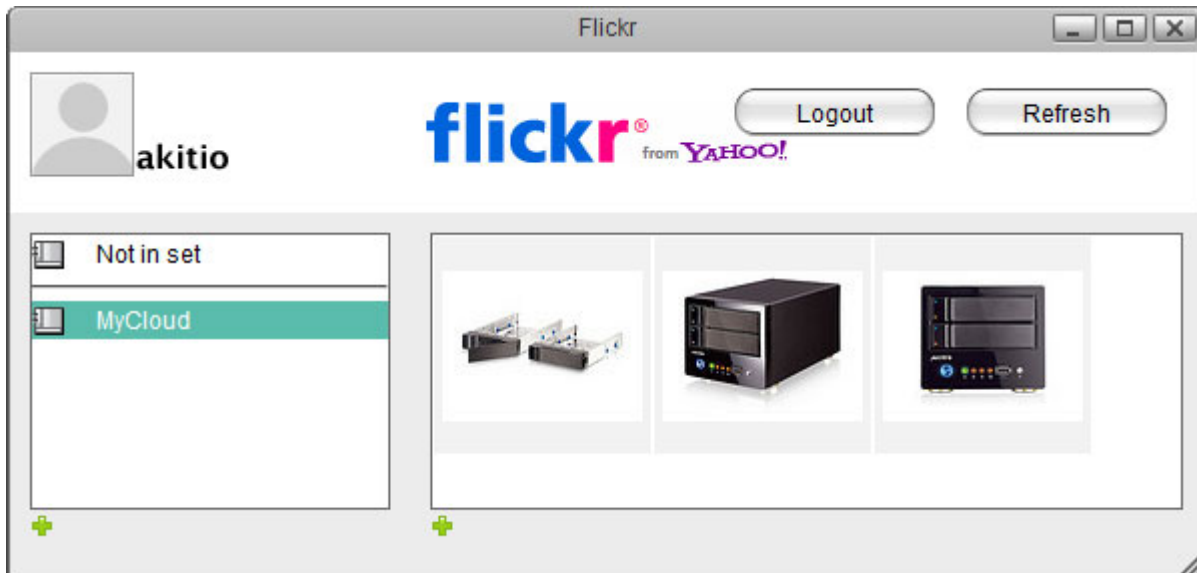 Flickr
akitio
flickr®
from YAHOO!
Logout
Refresh
Not in set
MyCloud